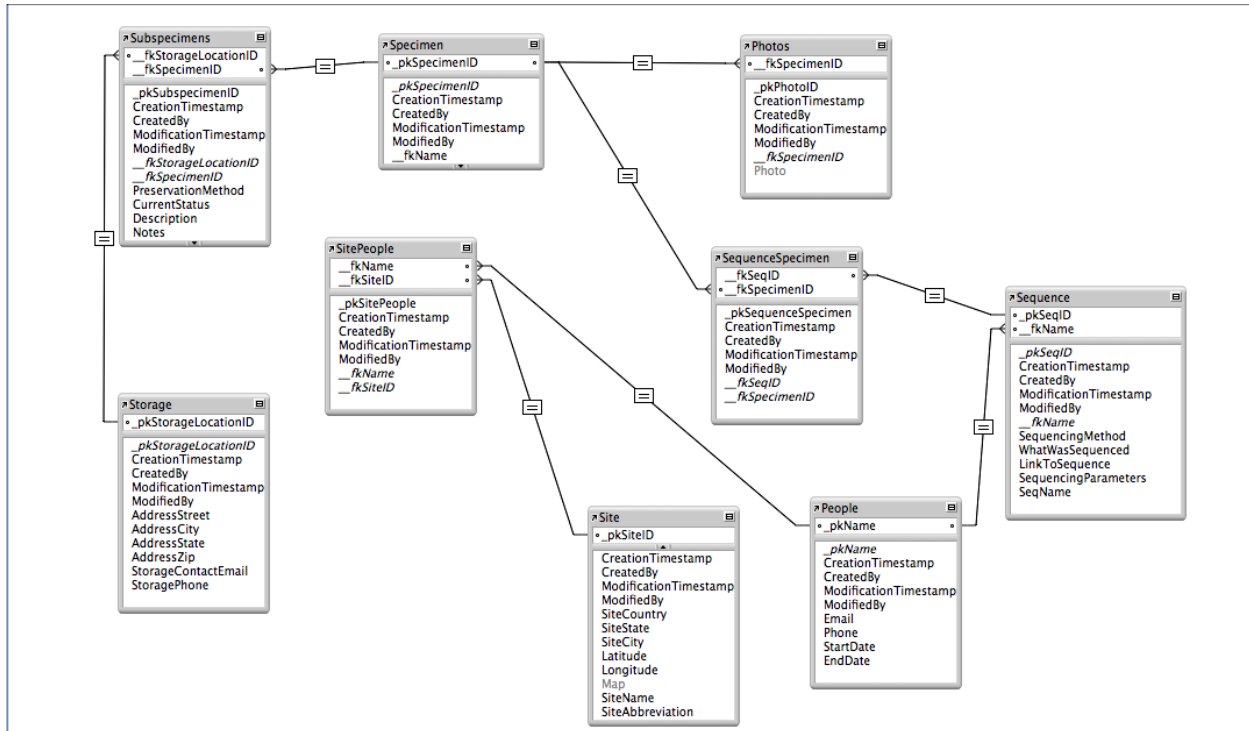 Subspecimens
__fkStorageLocationID
__fkSpecimenID
_pkSubspecimenID
CreationTimestamp
CreatedBy
ModificationTimestamp
ModifiedBy
__fkStorageLocationID
__fkSpecimenID
PreservationMethod
CurrentStatus
Description
Notes
Specimen
_pkSpecimenID
_pkSpecimenID
CreationTimestamp
CreatedBy
ModificationTimestamp
ModifiedBy
__fkName
Photos
__fkSpecimenID
_pkPhotoID
CreationTimestamp
CreatedBy
ModificationTimestamp
ModifiedBy
__fkSpecimenID
Photo
SitePeople
__fkName
__fkSiteID
_pkSitePeople
CreationTimestamp
CreatedBy
ModificationTimestamp
ModifiedBy
__fkName
__fkSiteID
SequenceSpecimen
__fkSeqID
__fkSpecimenID
_pkSequenceSpecimen
CreationTimestamp
CreatedBy
ModificationTimestamp
ModifiedBy
__fkSeqID
__fkSpecimenID
Sequence
_pkSeqID
__fkName
_pkSeqID
CreationTimestamp
CreatedBy
ModificationTimestamp
ModifiedBy
__fkName
SequencingMethod
WhatWasSequenced
LinkToSequence
SequencingParameters
SeqName
Storage
_pkStorageLocationID
_pkStorageLocationID
CreationTimestamp
CreatedBy
ModificationTimestamp
ModifiedBy
AddressStreet
AddressCity
AddressState
AddressZip
StorageContactEmail
StoragePhone
Site
_pkSiteID
CreationTimestamp
CreatedBy
ModificationTimestamp
ModifiedBy
SiteCountry
SiteState
SiteCity
Latitude
Longitude
Map
SiteName
SiteAbbreviation
People
_pkName
_pkName
CreationTimestamp
CreatedBy
ModificationTimestamp
ModifiedBy
Email
Phone
StartDate
EndDate